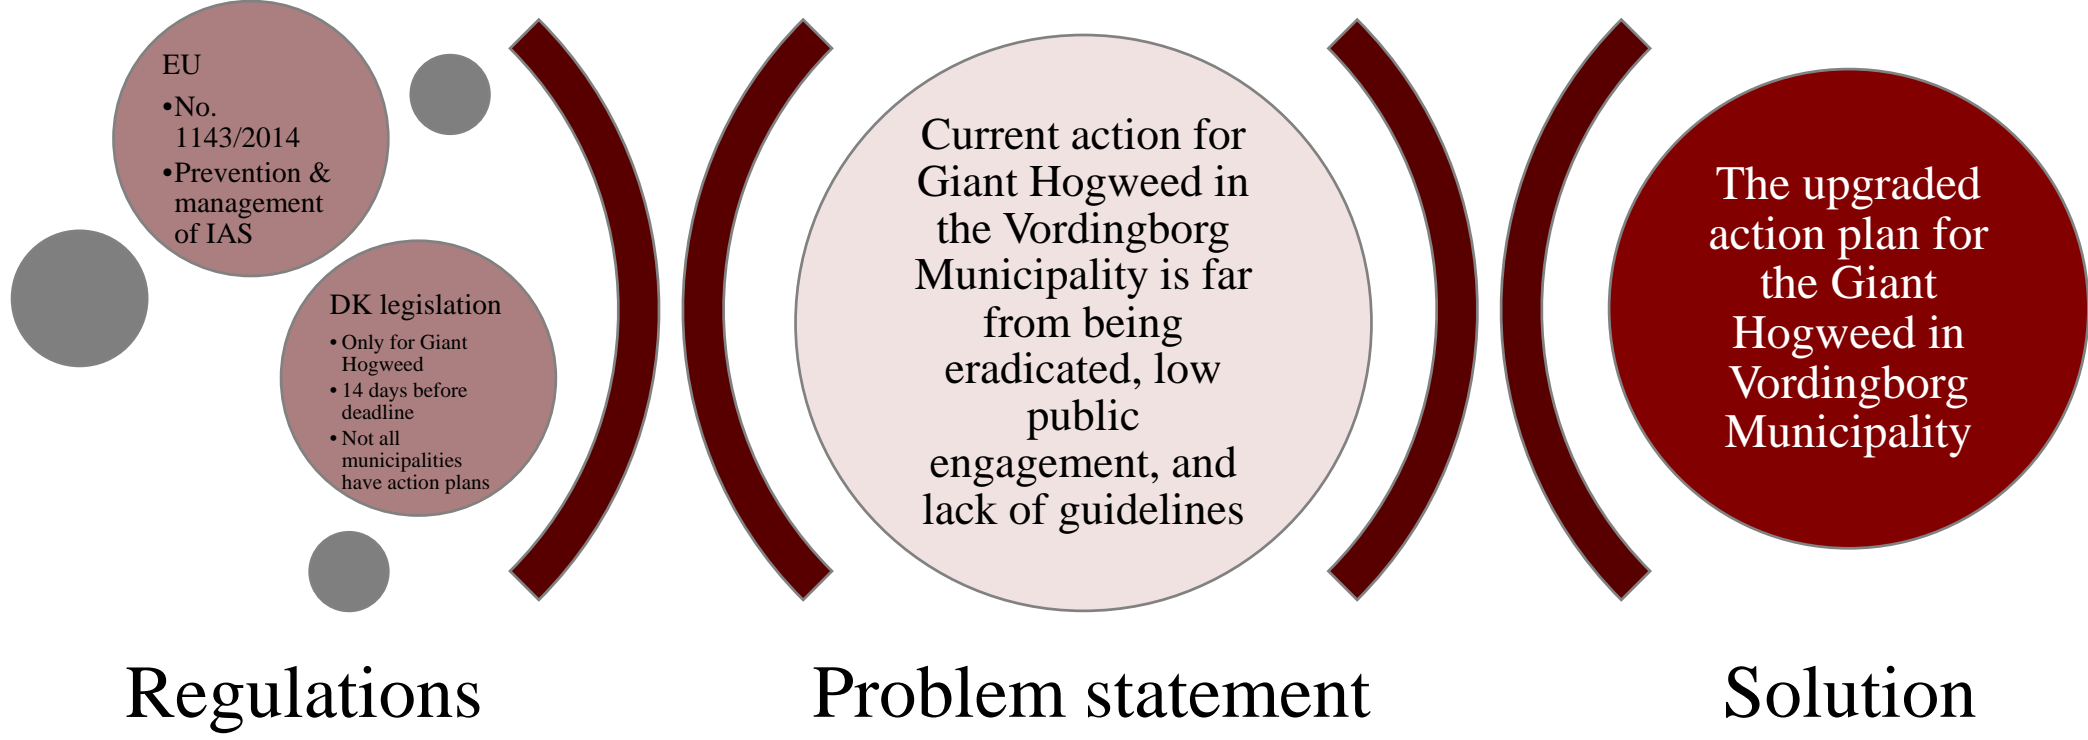 EU
•No.
1143/2014
•Prevention &
management
of IAS
DK legislation
• Only for Giant
Hogweed
• 14 days before
deadline
• Not all
municipalities
have action plans
Regulations
Current action for
Giant Hogweed in
the Vordingborg
Municipality is far
from being
eradicated, low
public
engagement, and
lack of guidelines
Problem statement
The upgraded
action plan for
the Giant
Hogweed in
Vordingborg
Municipality
Solution